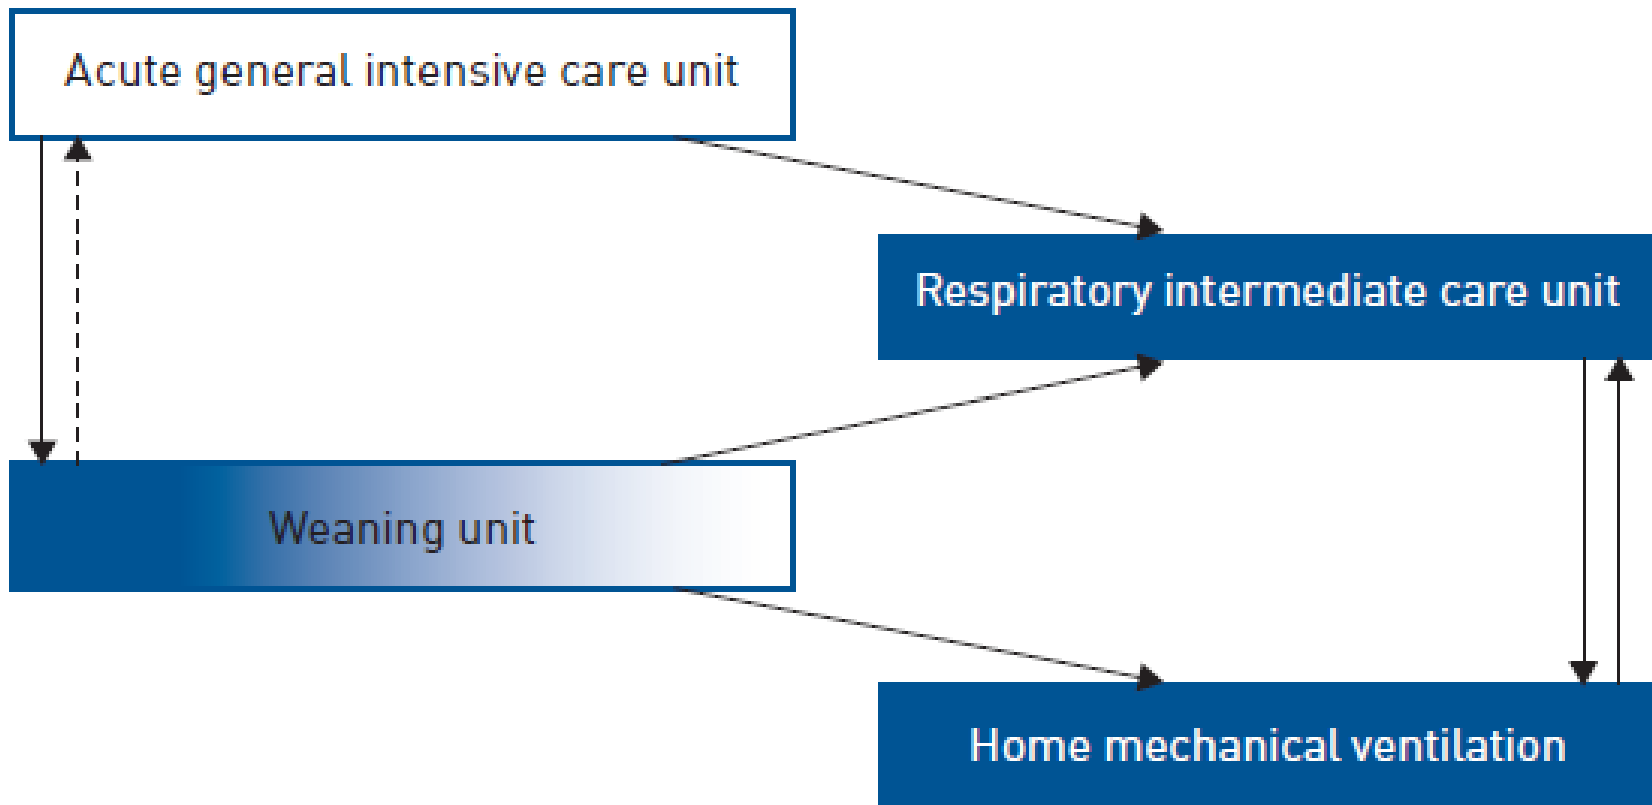 Acute general intensive care unit
Respiratory intermediate care unit
Weaning unit
Home mechanical ventilation